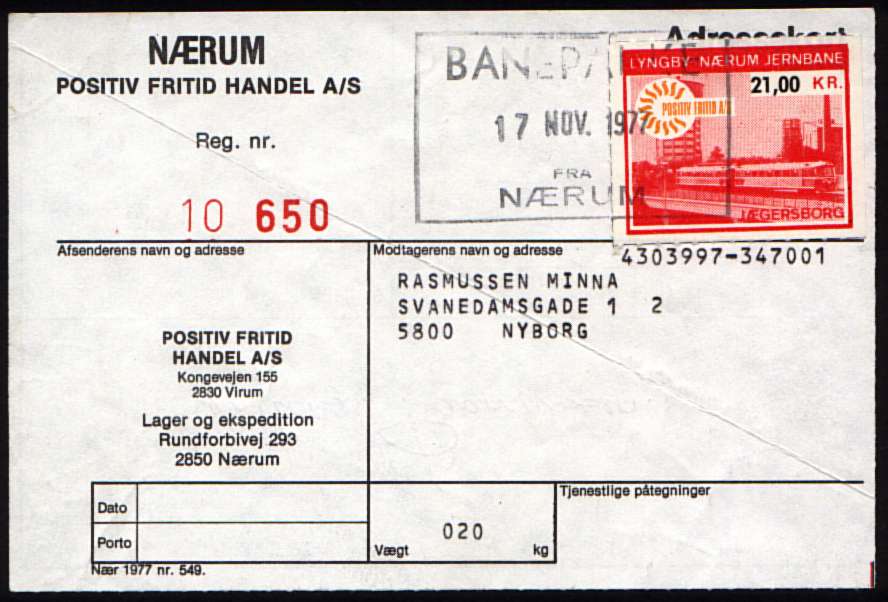 NÆRUM
POSITIV FRITID HANDEL A/S
Reg. nr.
10 650
BANEPAKKE
17 NOV. 1977
FRA
NÆRUM
Adressekort
LYNGBY-NÆRUM JERNBANE
21,00 KR.
POSITIV FRITID A/S
JÆGERSBORG
Afsenderens navn og adresse
POSITIV FRITID
HANDEL A/S
Kongevejen 155
2830 Virum
Lager og ekspedition
Rundforbivej 293
2850 Nærum
Modtagerens navn og adresse
4303997-347001
RASMUSSEN MINNA
SVANEDAMSGADE 1 2
5800 NYBORG
Dato
Porto
020
Vægt kg
Tjenestlige påtegninger
Nær 1977 nr. 549.